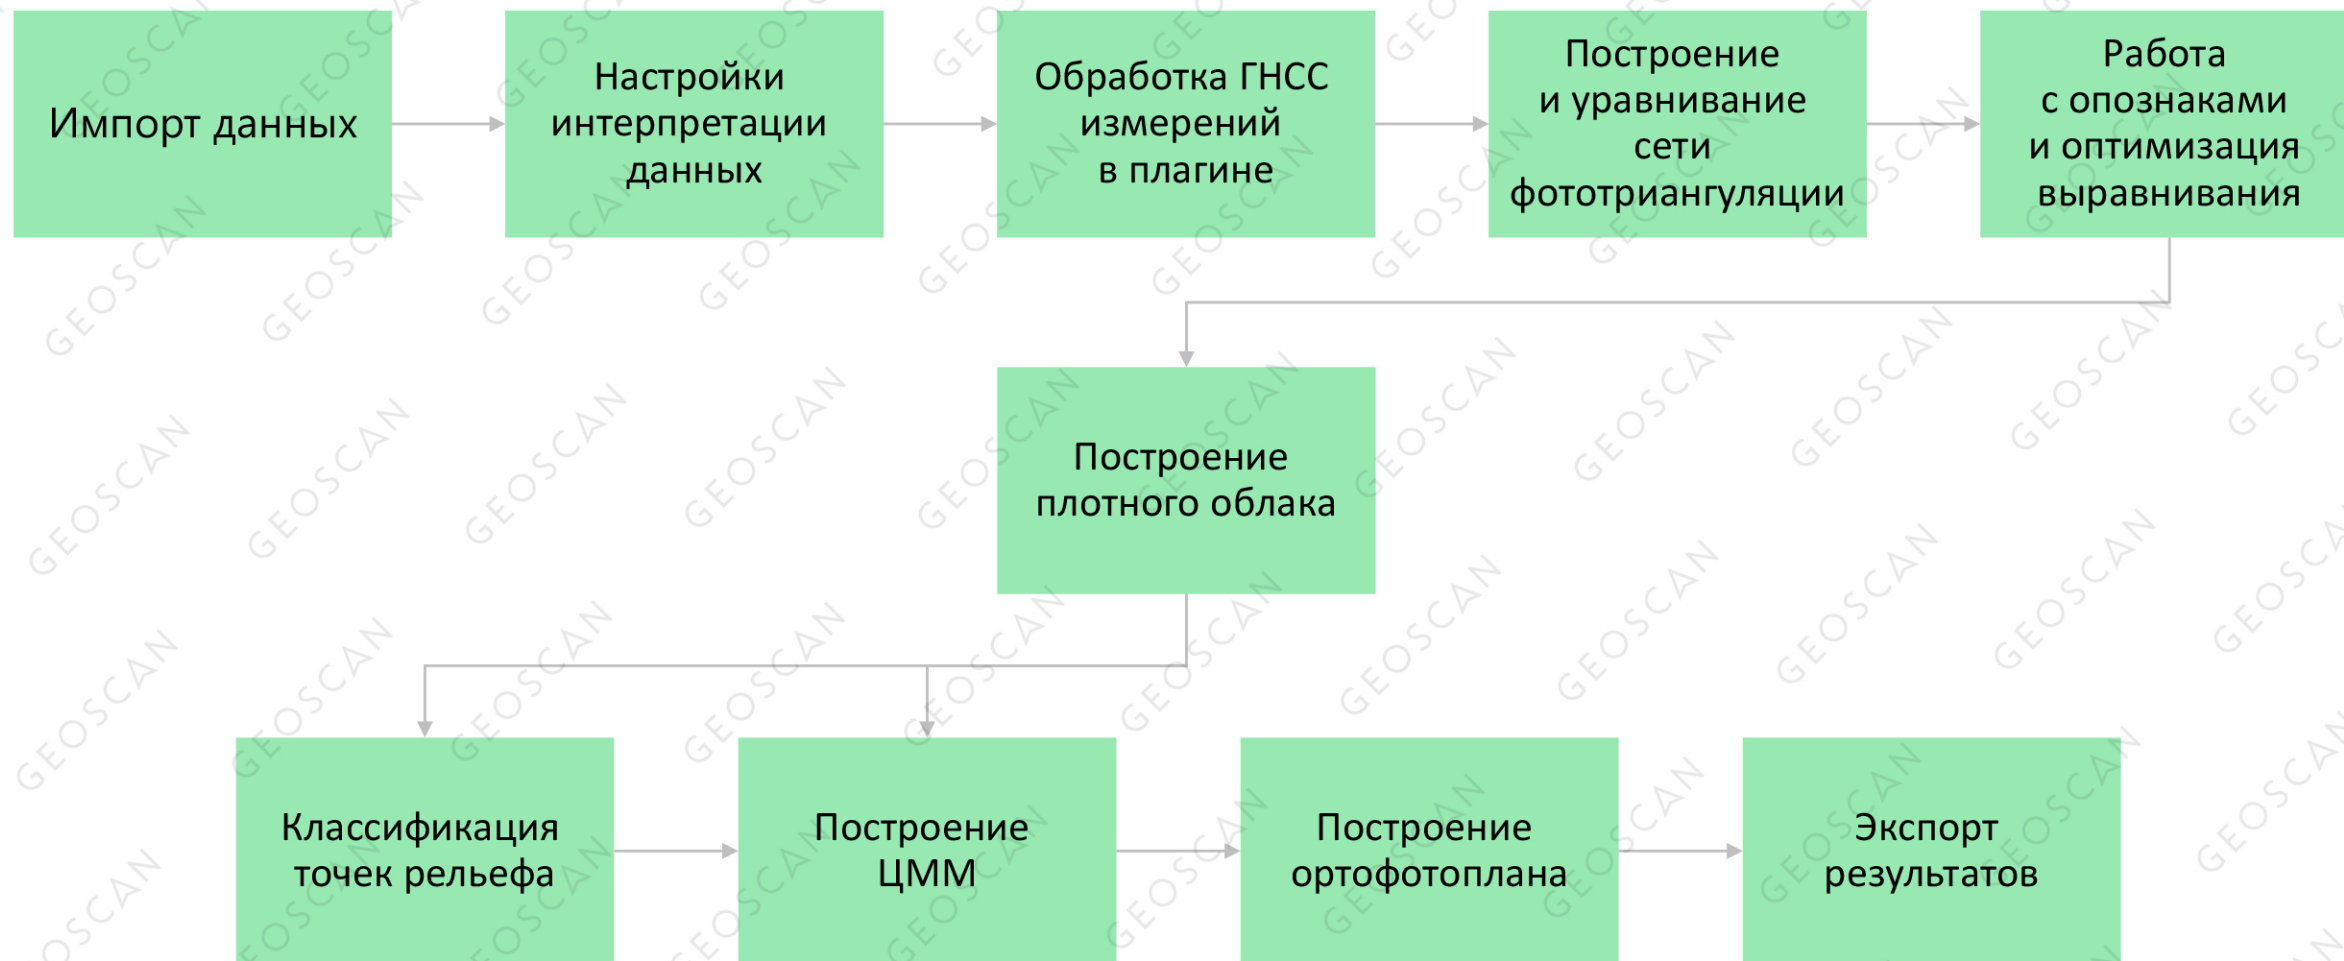 Импорт данных
Настройки
интерпретации
данных
Обработка ГНСС
измерений
в плагине
Построение
и уравнивание
сети
фототриангуляции
Работа
с опознаками
и оптимизация
выравнивания
Построение
плотного облака
Классификация
точек рельефа
Построение
ЦММ
Построение
ортофотоплана
Экспорт
результатов
GEOSCAN